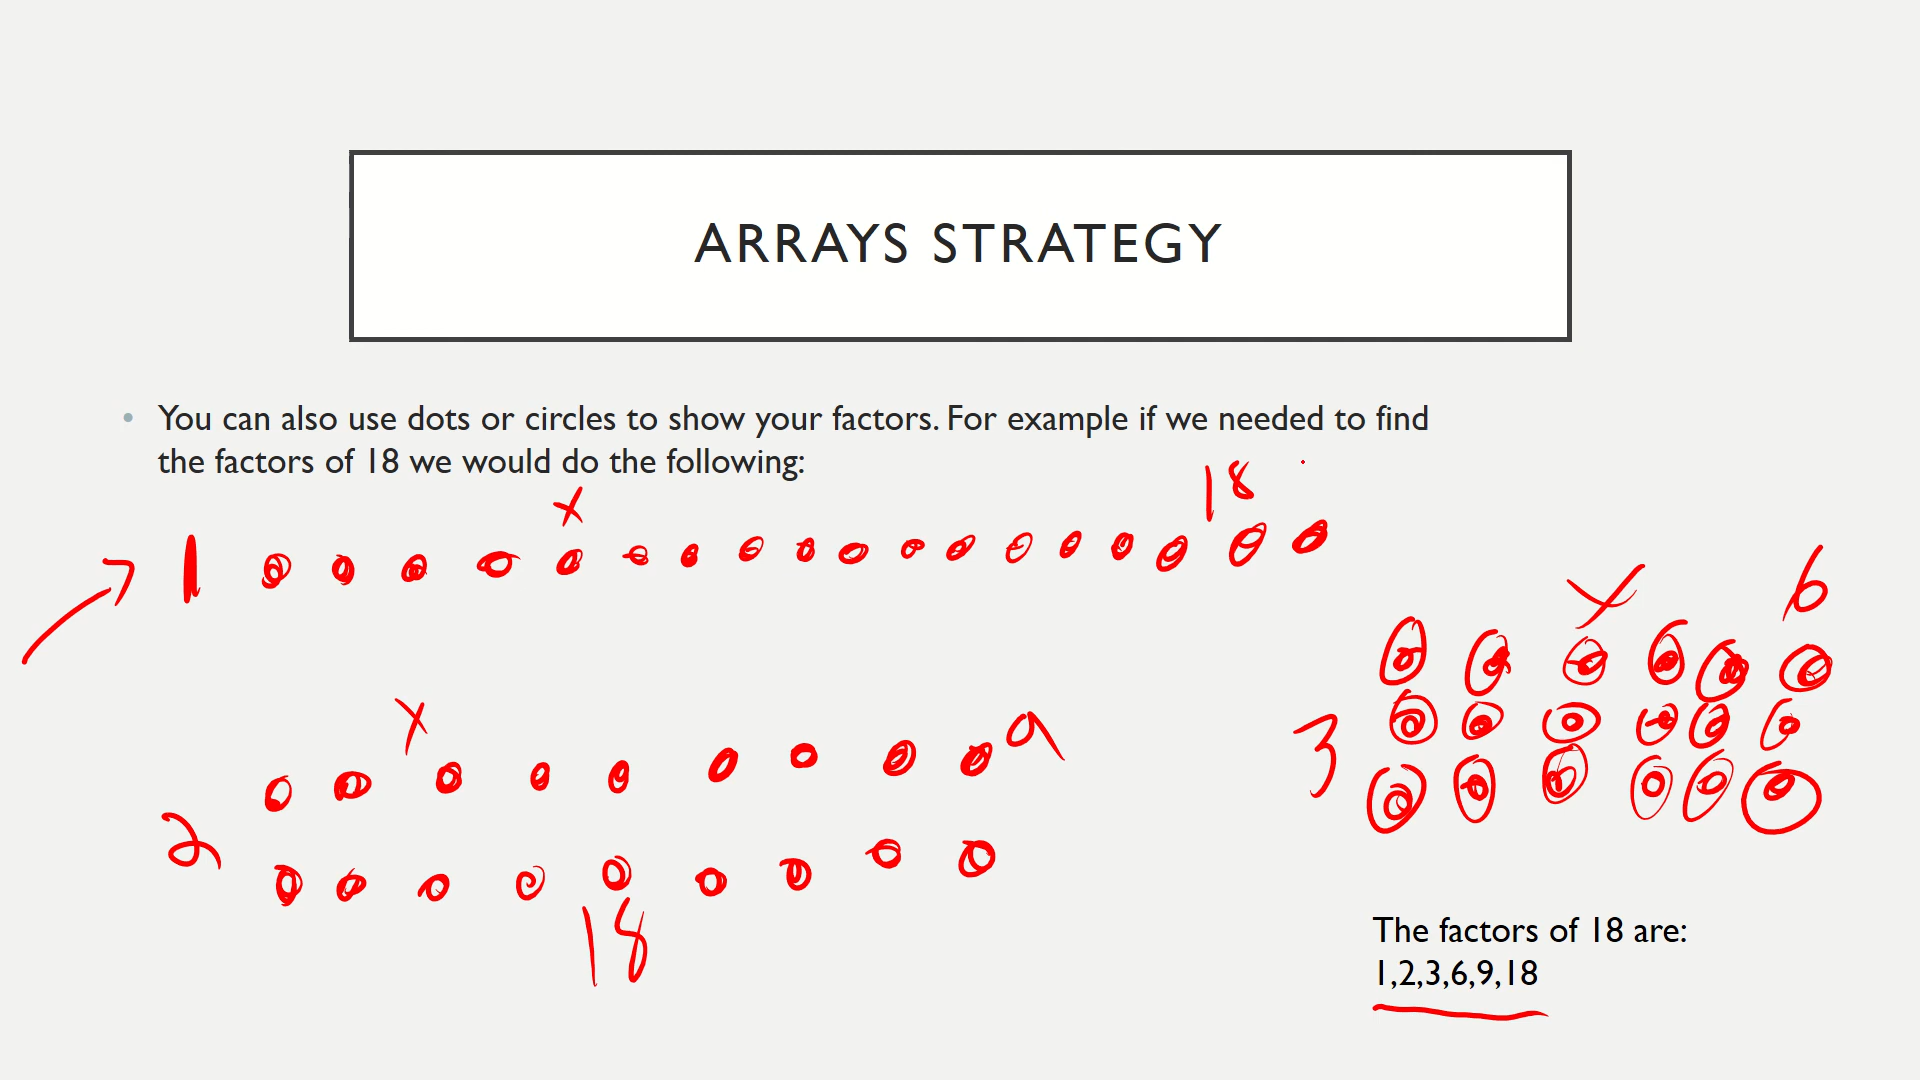 ARRAYS STRATEGY
• You can also use dots or circles to show your factors. For example if we needed to find
the factors of 18 we would do the following:
x 18
1
x 6
x 9
3
2
18
The factors of 18 are:
1,2,3,6,9,18